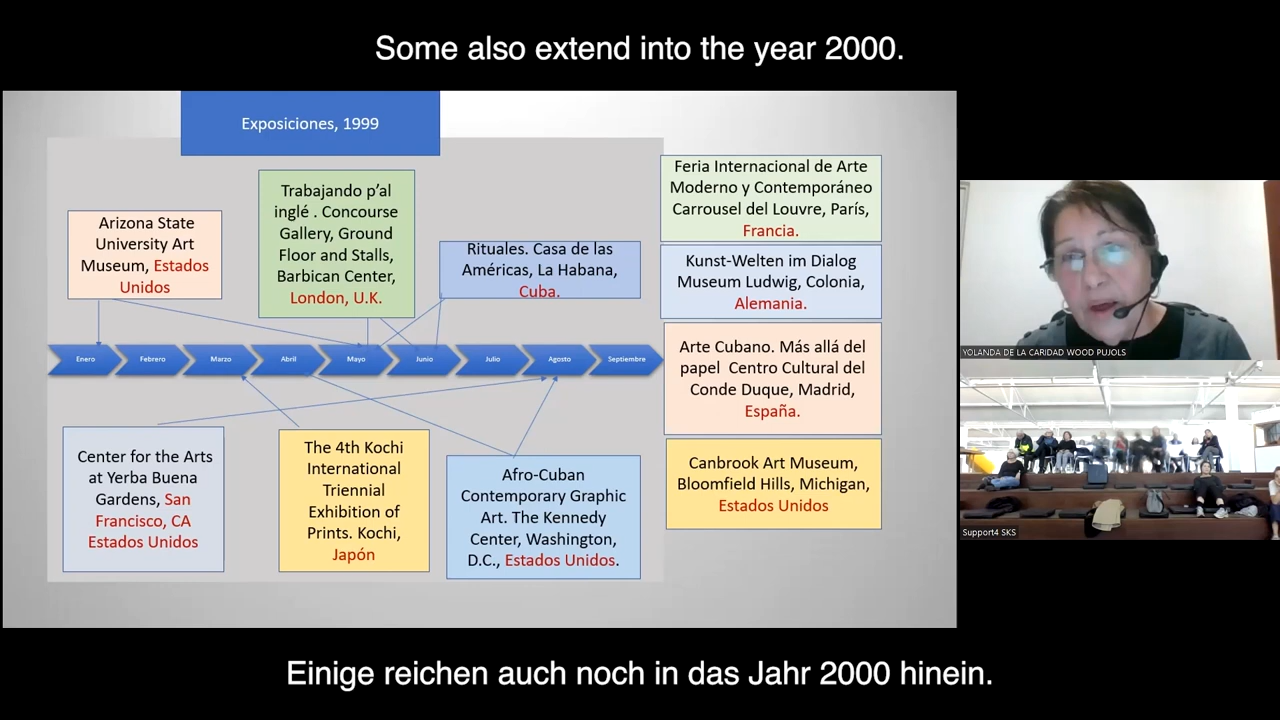 Some also extend into the year 2000.
Exposiciones, 1999
Arizona State
University Art
Museum, Estados
Unidos
Trabajando p’al
inglé . Concourse
Gallery, Ground
Floor and Stalls,
Barbican Center,
London, U.K.
Rituales. Casa de las
Américas, La Habana,
Cuba.
Feria Internacional de Arte
Moderno y Contemporáneo
Carrousel del Louvre, París,
Francia.
Kunst-Welten im Dialog
Museum Ludwig, Colonia,
Alemania.
Arte Cubano. Más allá del
papel Centro Cultural del
Conde Duque, Madrid,
España.
Canbrook Art Museum,
Bloomfield Hills, Michigan,
Estados Unidos
Enero Febrero Marzo Abril Mayo Junio Julio Agosto Septiembre
Center for the Arts
at Yerba Buena
Gardens, San
Francisco, CA
Estados Unidos
The 4th Kochi
International
Triennial
Exhibition of
Prints. Kochi,
Japón
Afro-Cuban
Contemporary Graphic
Art. The Kennedy
Center, Washington,
D.C., Estados Unidos.
YOLANDA DE LA CARIDAD WOOD PUJOLS
Support4 SKS
Einige reichen auch noch in das Jahr 2000 hinein.